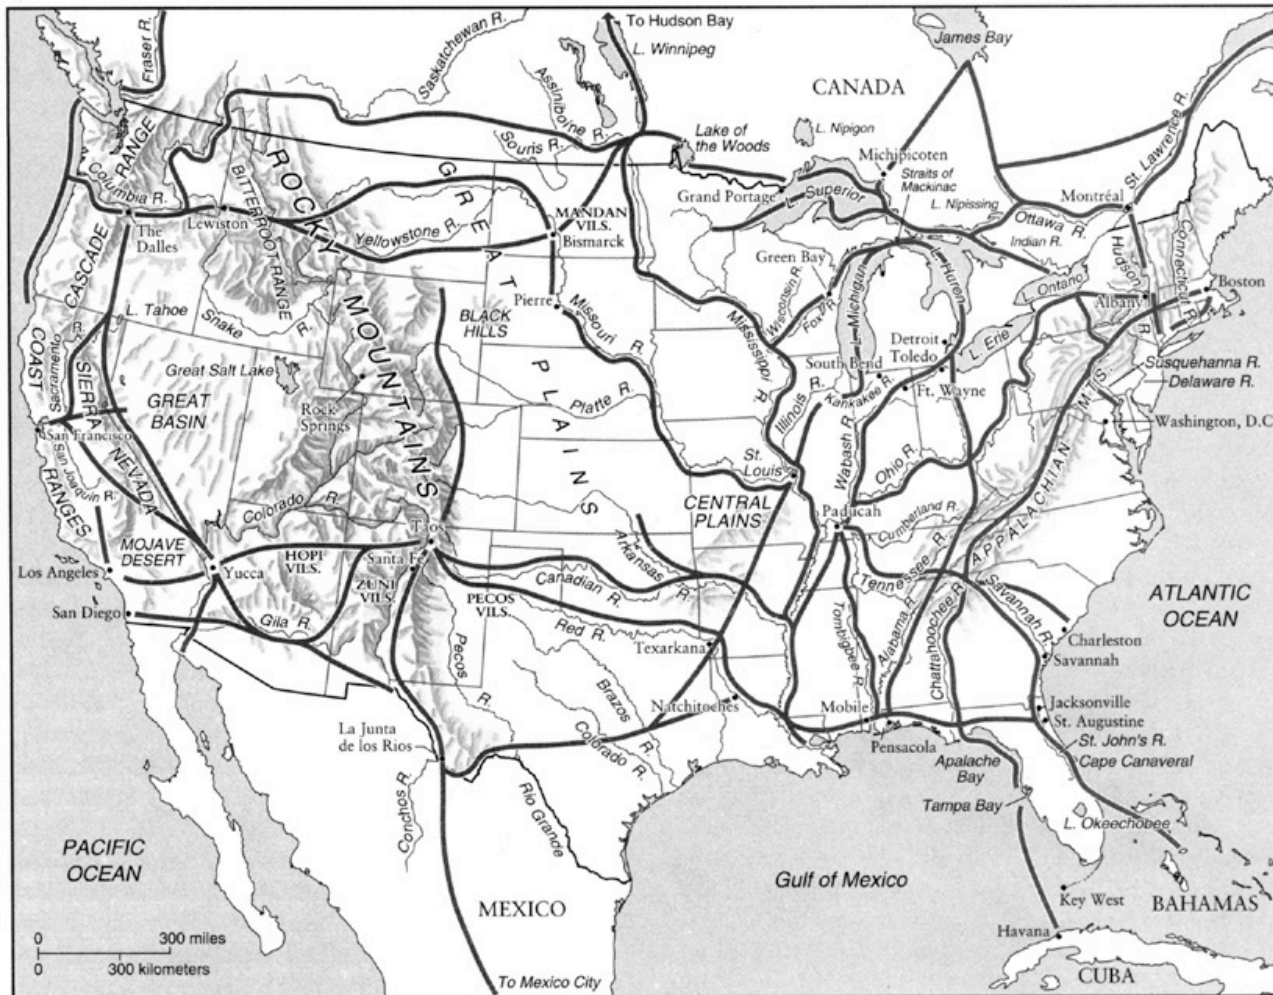 To Hudson Bay
L. Winnipeg
James Bay
Fraser R.
Saskatchewan R.
Assiniboine R.
Souris R.
CANADA
Lake of
the Woods
L. Nipigon
Michipicoten
Straits of
Mackinac
St. Lawrence R.
Grand Portage
L. Superior
L. Nipissing
Montréal
Ottawa R.
Indian R.
CASCADE RANGE
Columbia R.
The
Dalles
Lewiston
BITTERROOT RANGE
ROCKY MOUNTAINS
GREAT PLAINS
Yellowstone R.
MANDAN
VILS.
Bismarck
Green Bay
Wisconsin R.
Fox R.
L. Michigan
L. Huron
L. Ontario
Hudson R.
Connecticut R.
Albany
Boston
L. Tahoe
Snake R.
Pierre
BLACK
HILLS
Missouri R.
Mississippi R.
Detroit
Toledo
L. Erie
South Bend
Kankakee R.
Ft. Wayne
Susquehanna R.
Delaware R.
Washington, D.C
COAST RANGES
Sacramento R.
SIERRA NEVADA
Great Salt Lake
GREAT
BASIN
Rock
Springs
Platte R.
Illinois R.
Wabash R.
Ohio R.
APPALACHIAN MTS.
San Francisco
San Joaquin R.
St.
Louis
CENTRAL
PLAINS
Paducah
Cumberland R.
Colorado R.
Taos
MOJAVE
DESERT
HOPI
VILS.
Santa Fe
ZUNI
VILS.
Los Angeles
Yucca
Arkansas R.
Canadian R.
PECOS
VILS.
Tennessee R.
Savannah R.
ATLANTIC
OCEAN
San Diego
Gila R.
Pecos R.
Red R.
Texarkana
Tombigbee R.
Alabama R.
Chattahoochee R.
Charleston
Savannah
Brazos R.
Natchitoches
Mobile
Jacksonville
St. Augustine
La Junta
de los Rios
Colorado R.
Pensacola
St. John's R.
Apalache
Bay
Cape Canaveral
Conchos R.
Rio Grande
Tampa Bay
L. Okeechobee
PACIFIC
OCEAN
Gulf of Mexico
Key West
BAHAMAS
MEXICO
Havana
0 300 miles
0 300 kilometers
To Mexico City
CUBA